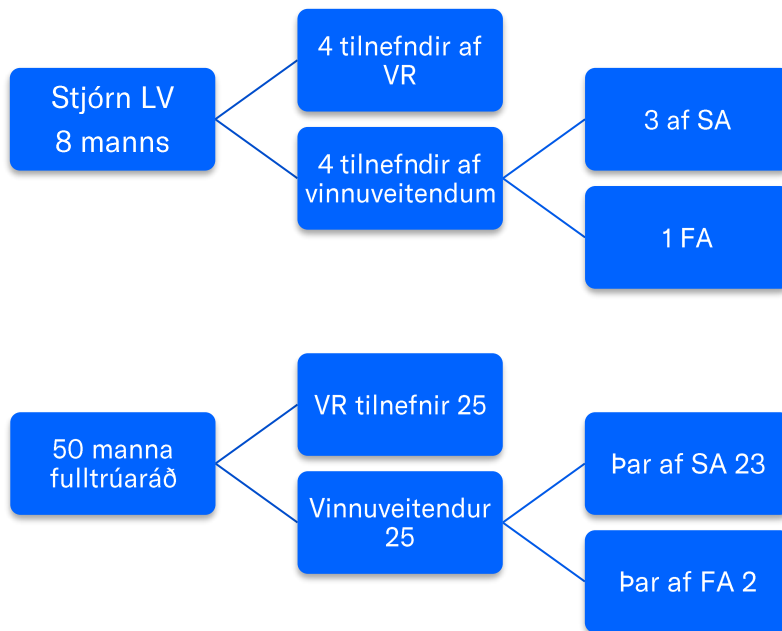 Stjórn LV
8 manns
4 tilnefndir af
VR
4 tilnefndir af
vinnuveitendum
3 af SA
1 FA
50 manna
fulltrúaráð
VR tilnefnir 25
Vinnuveitendur
25
Þar af SA 23
Þar af FA 2